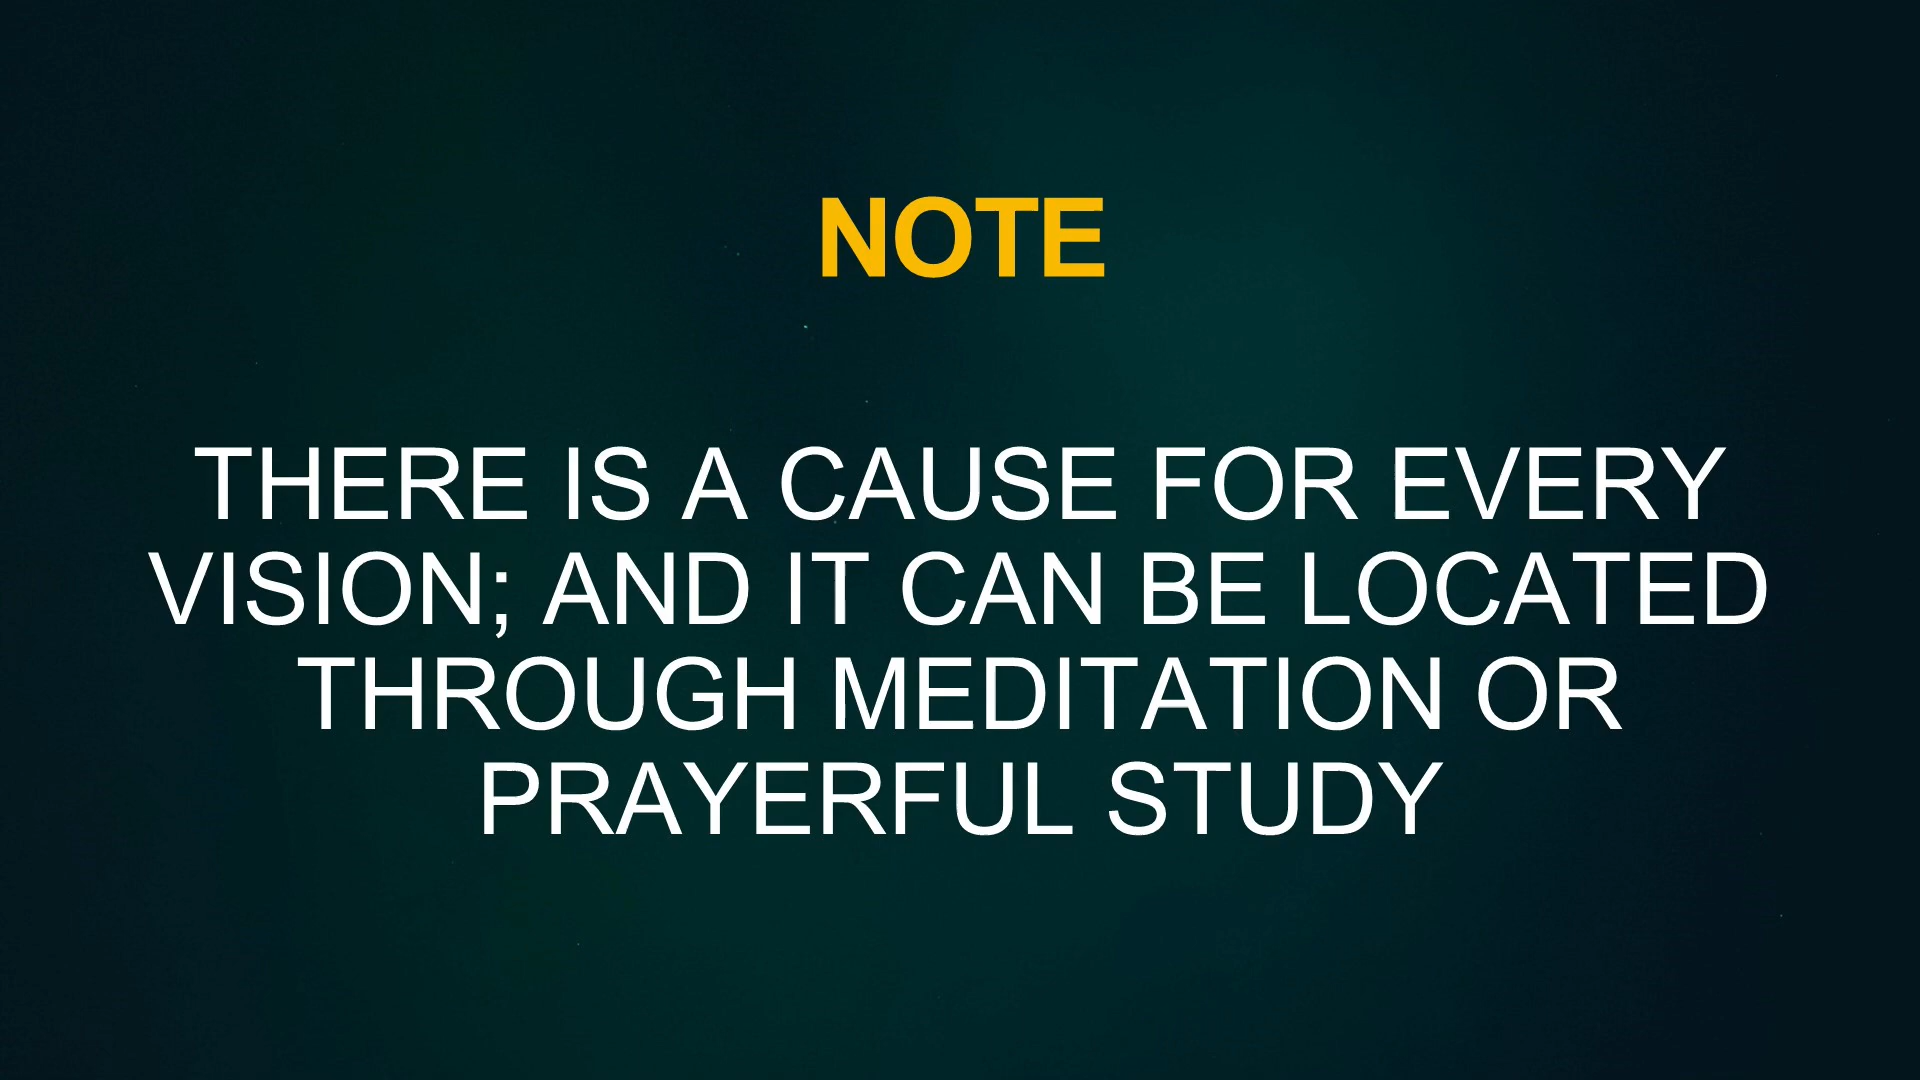 NOTE
THERE IS A CAUSE FOR EVERY
VISION; AND IT CAN BE LOCATED
THROUGH MEDITATION OR
PRAYERFUL STUDY